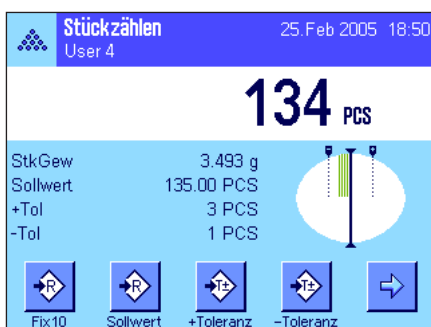 Stückzählen 25.Feb 2005 18:50
User 4
134 PCS
StkGew 3.493 g
Sollwert 135.00 PCS
+Tol 3 PCS
-Tol 1 PCS
R R T± T±
Fix10 Sollwert +Toleranz −Toleranz